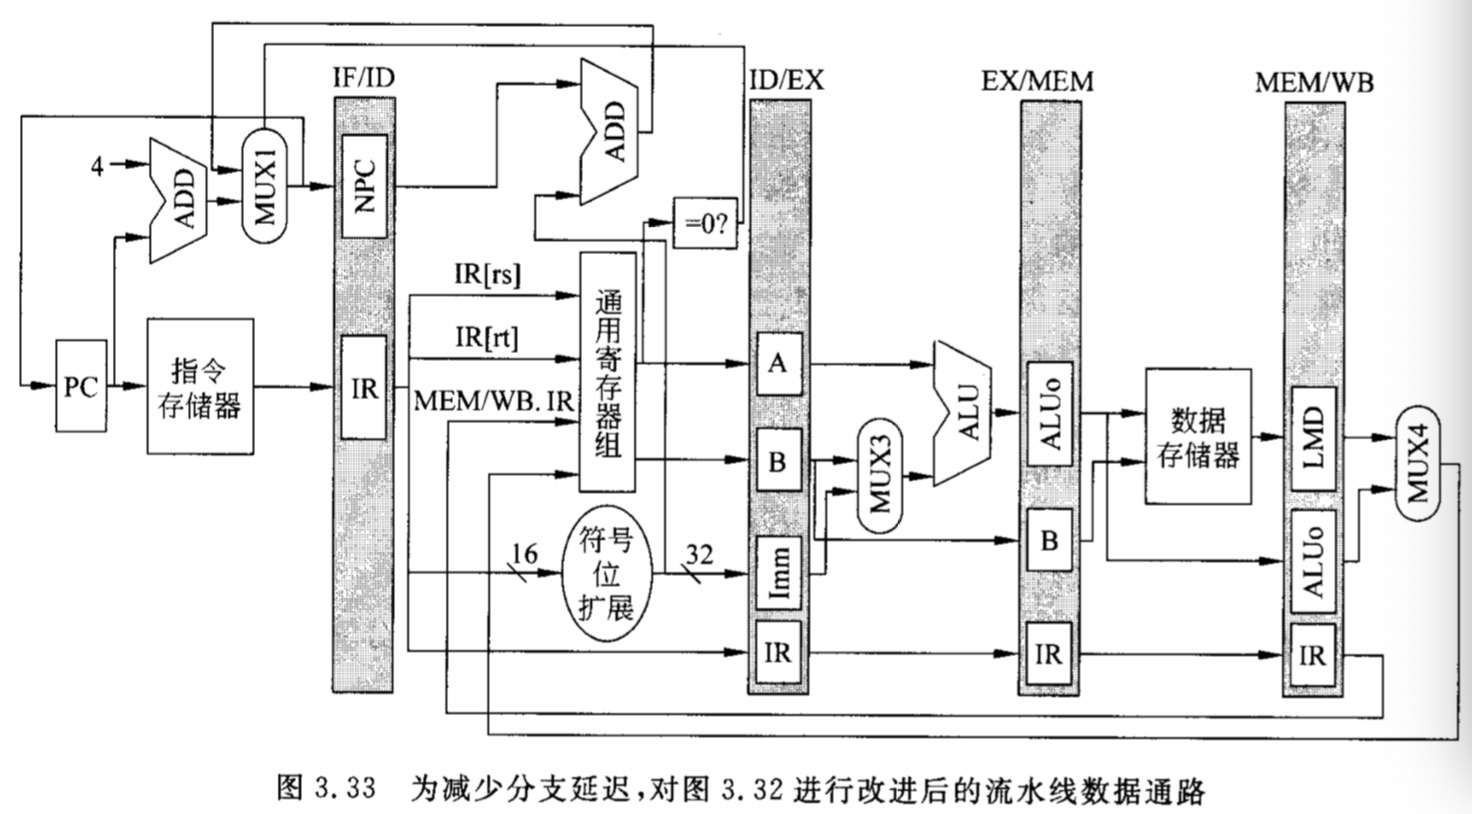 IF/ID
ID/EX
EX/MEM
MEM/WB
4
ADD
MUX1
NPC
ADD
=0?
PC
指令
存储器
IR
IR[rs]
IR[rt]
MEM/WB. IR
通用寄存器组
A
B
Imm
IR
16
符号
位
扩展
32
MUX3
ALU
ALUo
B
IR
数据
存储器
LMD
ALUo
IR
MUX4
图 3.33 为减少分支延迟,对图 3.32 进行改进后的流水线数据通路